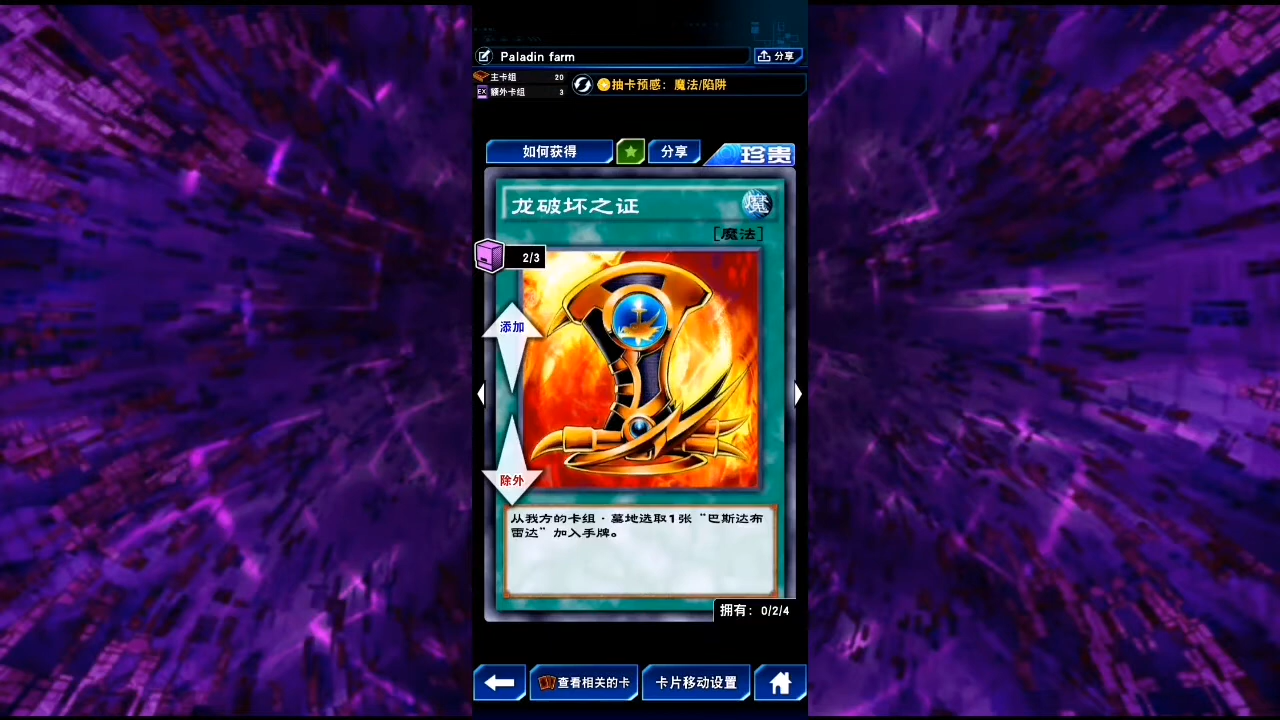 Paladin farm
分享
主卡组 20
EX 额外卡组 3
抽卡预感：魔法/陷阱
如何获得
分享
珍贵
龙破坏之证
魔
[魔法]
2/3
添加
除外
从我方的卡组·墓地选取1张“巴斯达布
雷达”加入手牌。
拥有：0/2/4
查看相关的卡
卡片移动设置